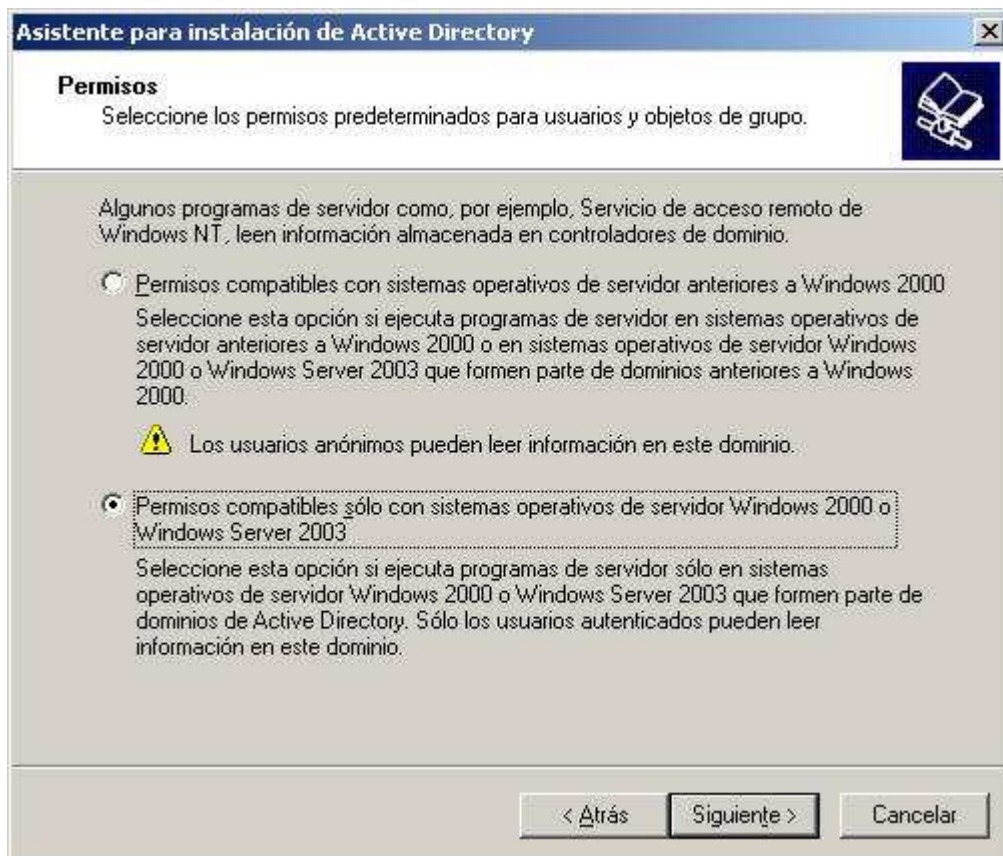 Asistente para instalación de Active Directory
Permisos
Seleccione los permisos predeterminados para usuarios y objetos de grupo.
Algunos programas de servidor como, por ejemplo, Servicio de acceso remoto de
Windows NT, leen información almacenada en controladores de dominio.
Permisos compatibles con sistemas operativos de servidor anteriores a Windows 2000
Seleccione esta opción si ejecuta programas de servidor en sistemas operativos de
servidor anteriores a Windows 2000 o en sistemas operativos de servidor Windows
2000 o Windows Server 2003 que formen parte de dominios anteriores a Windows
2000.
Los usuarios anónimos pueden leer información en este dominio.
Permisos compatibles sólo con sistemas operativos de servidor Windows 2000 o
Windows Server 2003
Seleccione esta opción si ejecuta programas de servidor sólo en sistemas
operativos de servidor Windows 2000 o Windows Server 2003 que formen parte de
dominios de Active Directory. Sólo los usuarios autenticados pueden leer
información en este dominio.
< Atrás
Siguiente >
Cancelar